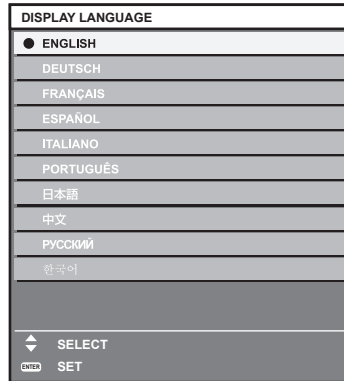 DISPLAY LANGUAGE
ENGLISH
DEUTSCH
FRANÇAIS
ESPAÑOL
ITALIANO
PORTUGUÊS
日本語
中文
РУССКИЙ
한국어
SELECT
ENTER SET